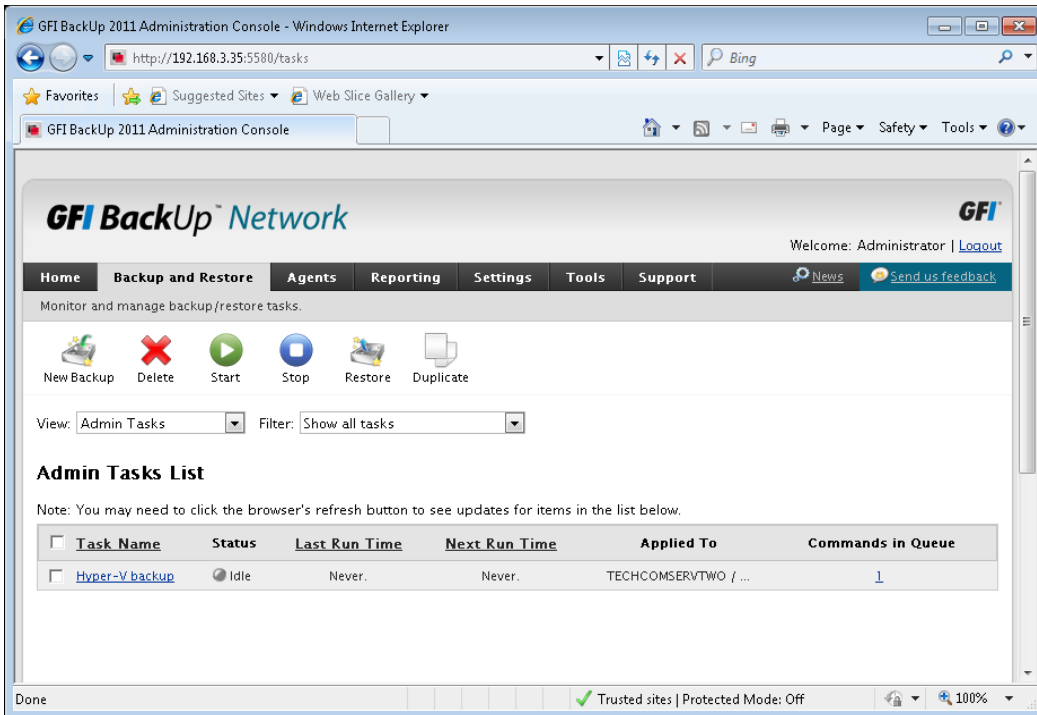 GFI BackUp 2011 Administration Console - Windows Internet Explorer
http://192.168.3.35:5580/tasks
Bing
Favorites Suggested Sites Web Slice Gallery
GFI BackUp 2011 Administration Console
Page Safety Tools
GFI BackUp™ Network
GFI®
Welcome: Administrator | Logout
Home Backup and Restore Agents Reporting Settings Tools Support News Send us feedback
Monitor and manage backup/restore tasks.
New Backup Delete Start Stop Restore Duplicate
View: Admin Tasks Filter: Show all tasks
Admin Tasks List
Note: You may need to click the browser's refresh button to see updates for items in the list below.
Task Name Status Last Run Time Next Run Time Applied To Commands in Queue
Hyper-V backup Idle Never. Never. TECHCOMSERVTWO / ... 1
Done Trusted sites | Protected Mode: Off 100%